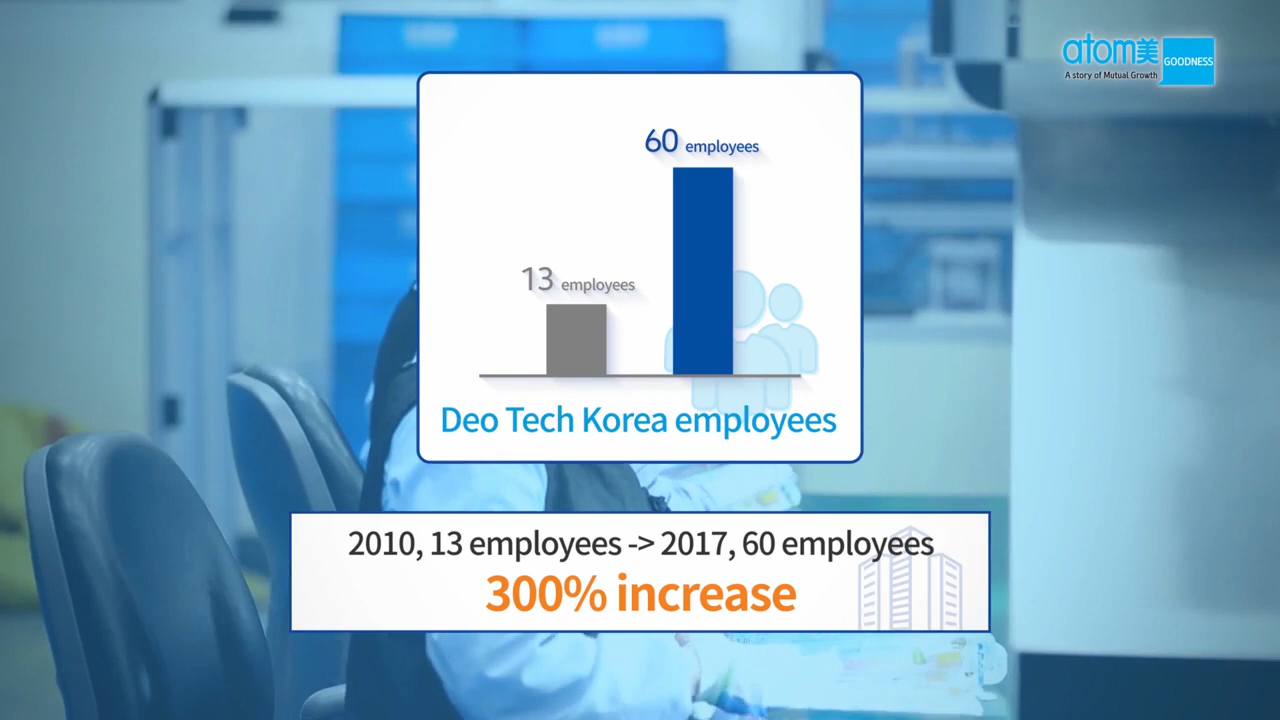 atom美 GOODNESS
A story of Mutual Growth
60 employees
13 employees
Deo Tech Korea employees
2010, 13 employees -> 2017, 60 employees
300% increase